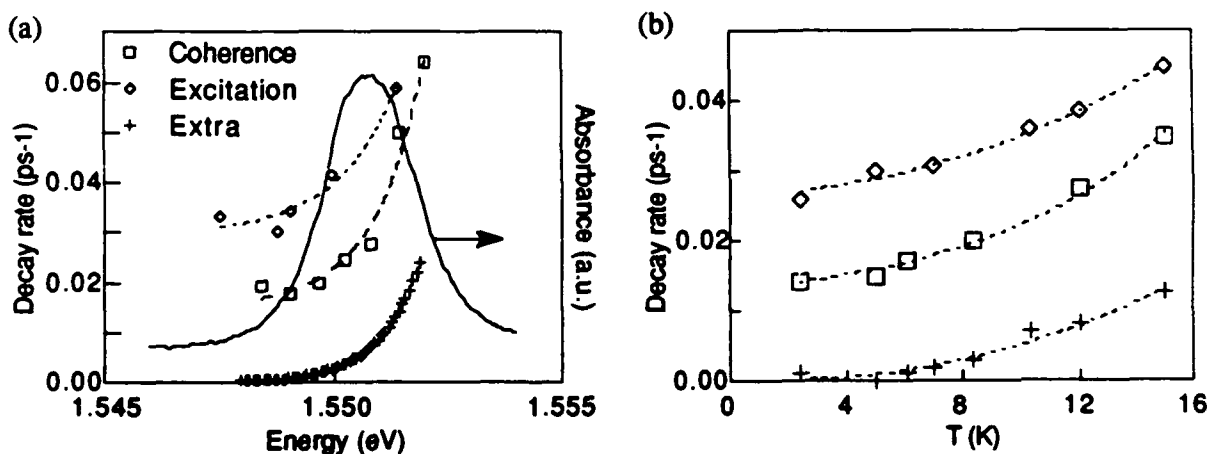 (a)
Coherence
Excitation
Extra
0.06
0.04
0.02
0.00
Decay rate (ps-1)
1.545
1.550
1.555
Energy (eV)
Absorbance (a.u.)
(b)
0.04
0.02
0.00
Decay rate (ps-1)
0
4
8
12
16
T (K)